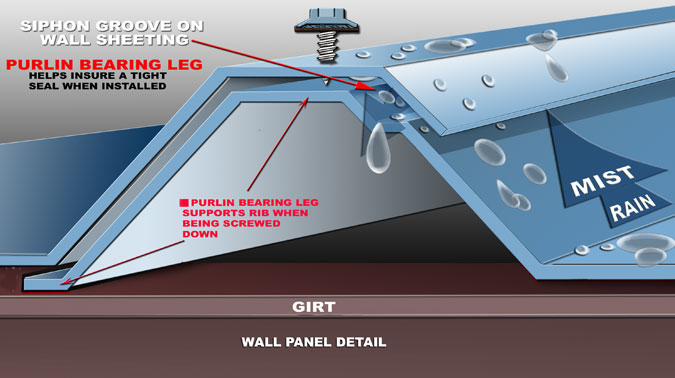 SIPHON GROOVE ON
WALL SHEETING
PURLIN BEARING LEG
HELPS INSURE A TIGHT
SEAL WHEN INSTALLED
PURLIN BEARING LEG
SUPPORTS RIB WHEN
BEING SCREWED
DOWN
MIST
RAIN
GIRT
WALL PANEL DETAIL